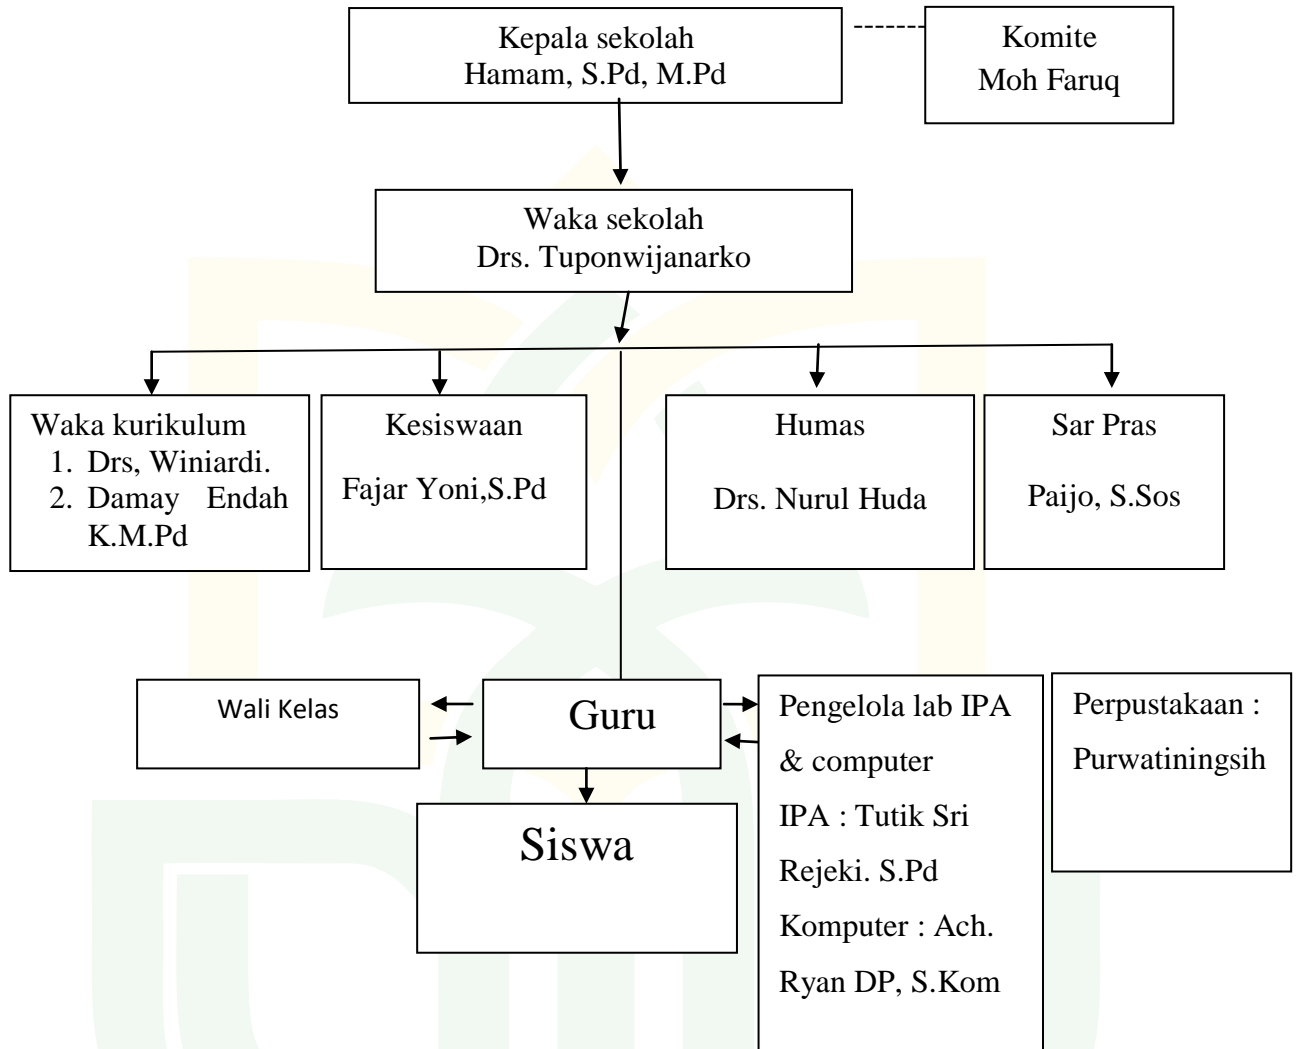 Kepala sekolah
Hamam, S.Pd, M.Pd
Komite
Moh Faruq
Waka sekolah
Drs. Tuponwijanarko
Waka kurikulum
1. Drs, Winiardi.
2. Damay Endah
K.M.Pd
Kesiswaan
Fajar Yoni,S.Pd
Humas
Drs. Nurul Huda
Sar Pras
Paijo, S.Sos
Wali Kelas
Guru
Pengelola lab IPA
& computer
IPA : Tutik Sri
Rejeki. S.Pd
Komputer : Ach.
Ryan DP, S.Kom
Perpustakaan :
Purwatiningsih
Siswa